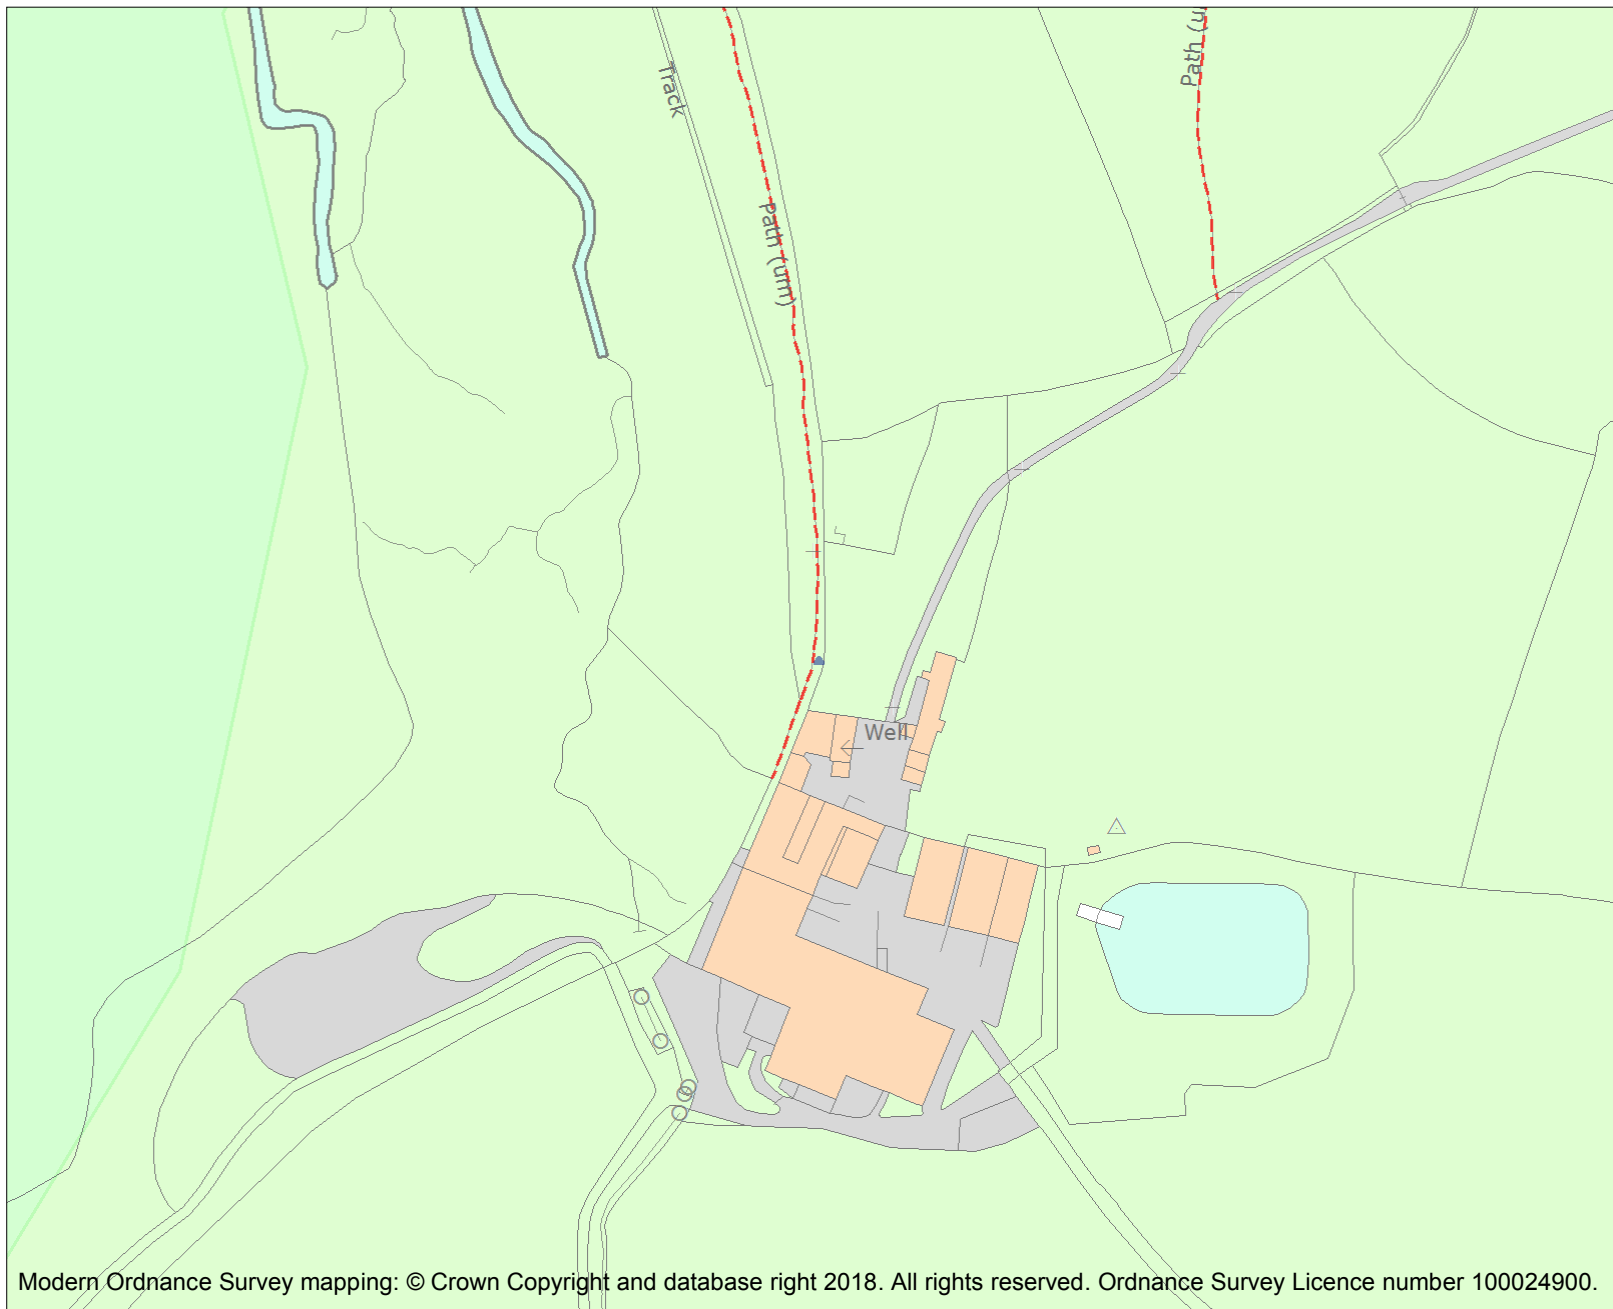 Path (u
Track
Path (um)
Well
Modern Ordnance Survey mapping: © Crown Copyright and database right 2018. All rights reserved. Ordnance Survey Licence number 100024900.